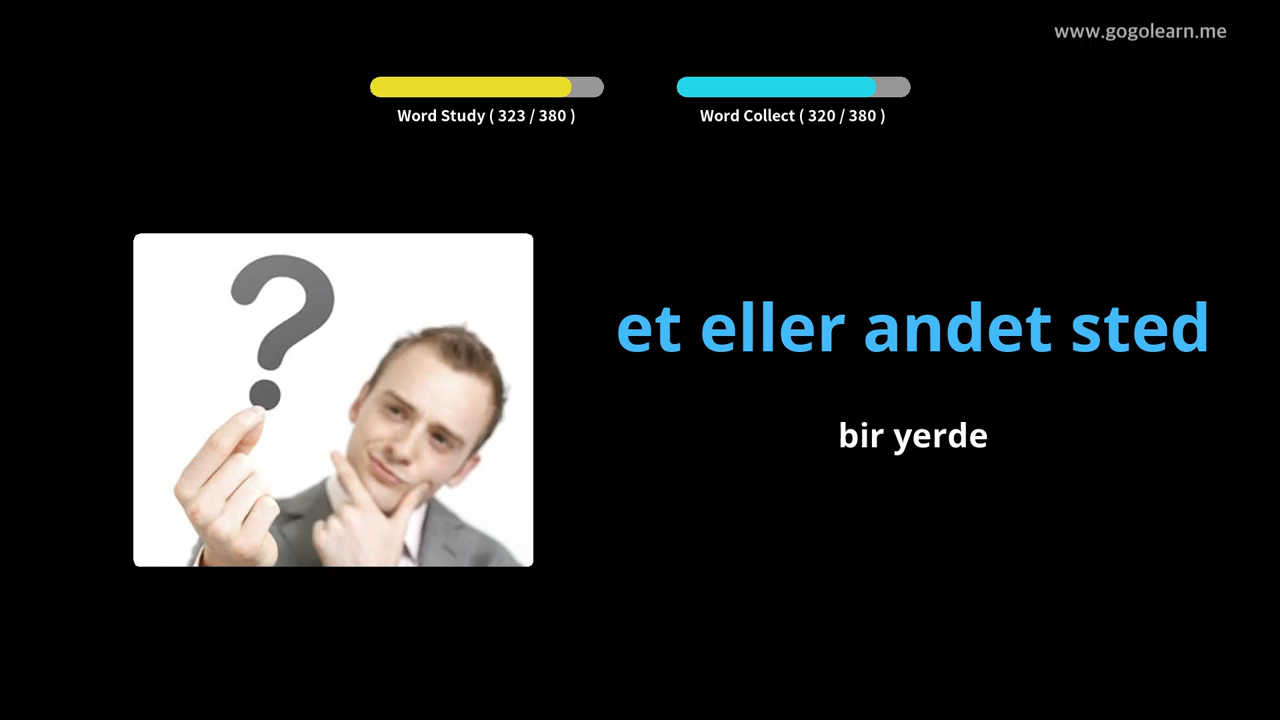 www.gogolearn.me
Word Study ( 323 / 380 )
Word Collect ( 320 / 380 )
et eller andet sted
bir yerde